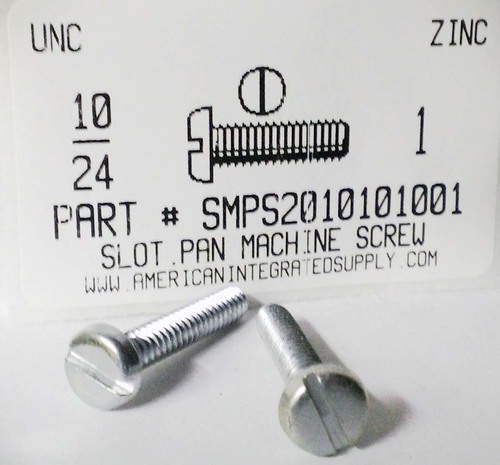 UNC ZINC
10
24
1
PART # SMPS2010101001
SLOT.PAN MACHINE SCREW
WWW.AMERICANINTEGRATEDSUPPLY.COM